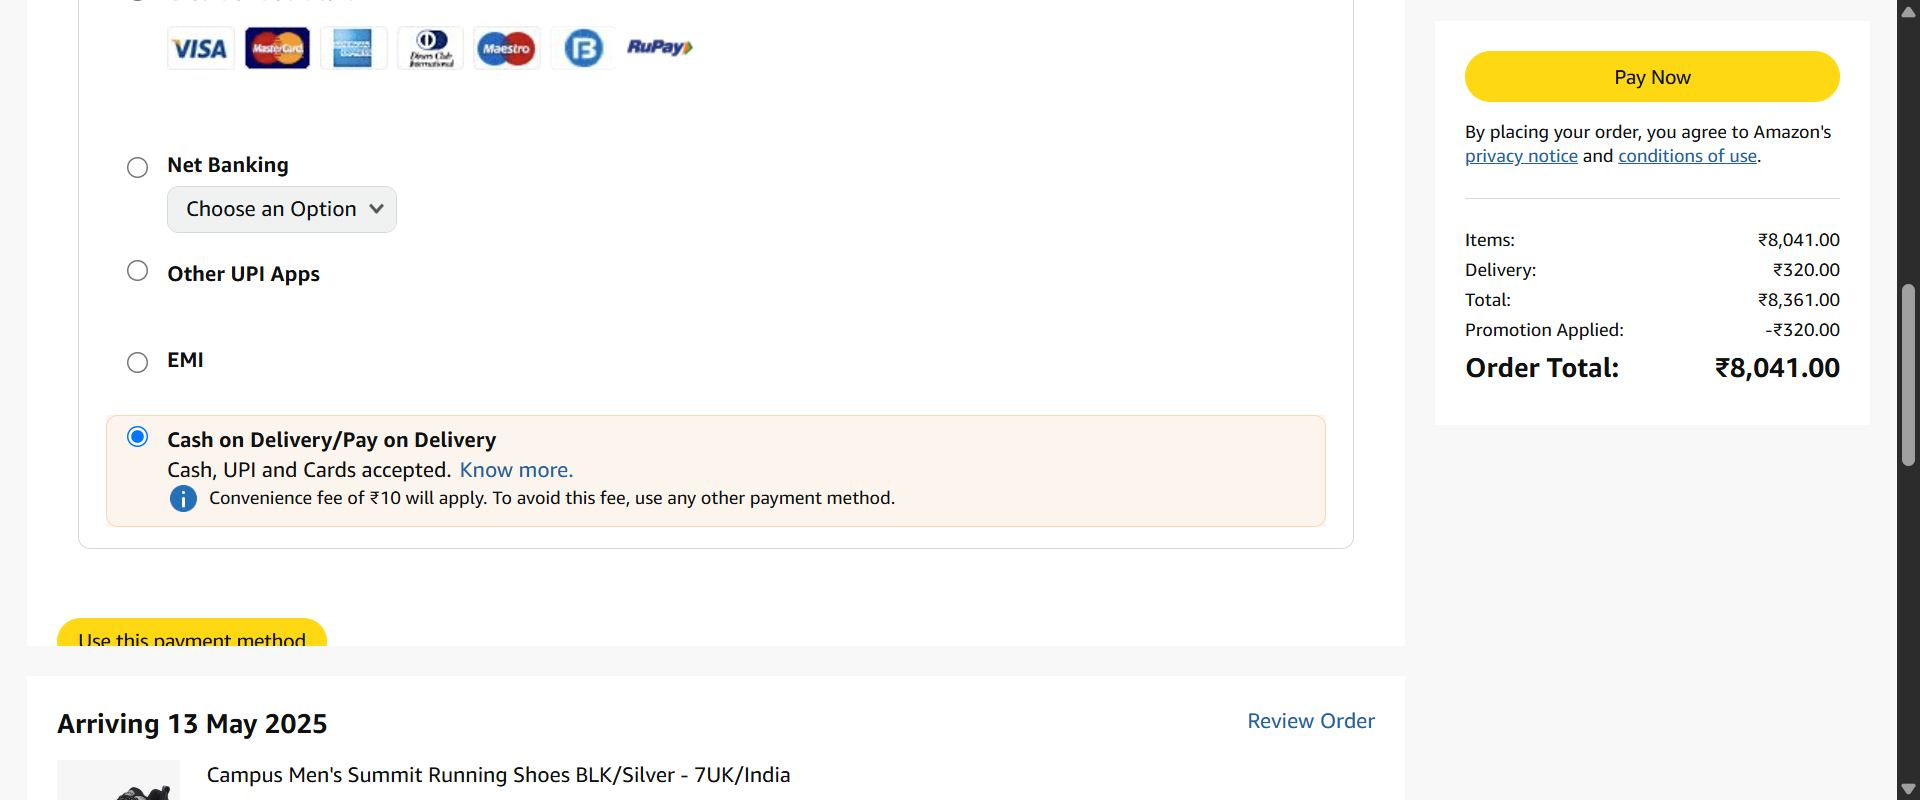 VISA
MasterCard
AMERICAN EXPRESS
Diners Club International
Maestro
RuPay
Net Banking
Choose an Option
Other UPI Apps
EMI
Cash on Delivery/Pay on Delivery
Cash, UPI and Cards accepted. Know more.
Convenience fee of ₹10 will apply. To avoid this fee, use any other payment method.
Use this payment method
Arriving 13 May 2025
Review Order
Campus Men's Summit Running Shoes BLK/Silver - 7UK/India
Pay Now
By placing your order, you agree to Amazon's
privacy notice and conditions of use.
Items: ₹8,041.00
Delivery: ₹320.00
Total: ₹8,361.00
Promotion Applied: -₹320.00
Order Total: ₹8,041.00